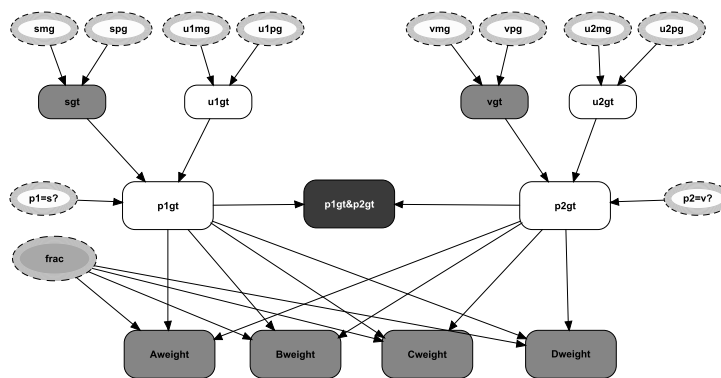 smg spg u1mg u1pg vmg vpg u2mg u2pg
sgt u1gt vgt u2gt
p1=s? p1gt p1gt&p2gt p2gt p2=v?
frac
Aweight Bweight Cweight Dweight